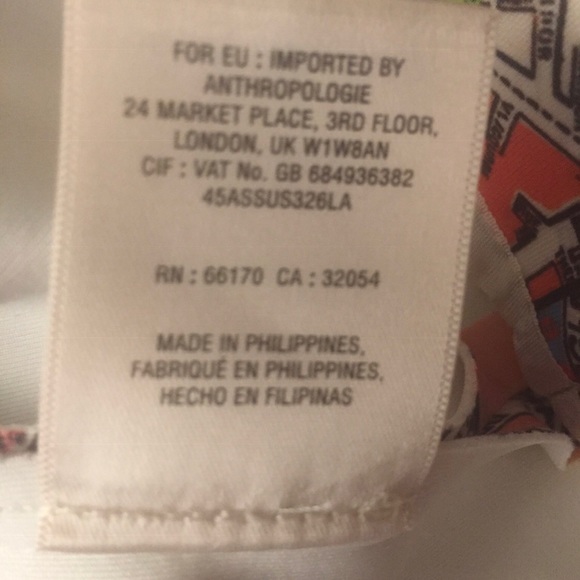 FOR EU : IMPORTED BY
ANTHROPOLOGIE
24 MARKET PLACE, 3RD FLOOR,
LONDON, UK W1W8AN
CIF : VAT No. GB 684936382
45ASSUS326LA
RN : 66170 CA : 32054
MADE IN PHILIPPINES,
FABRIQUÉ EN PHILIPPINES,
HECHO EN FILIPINAS